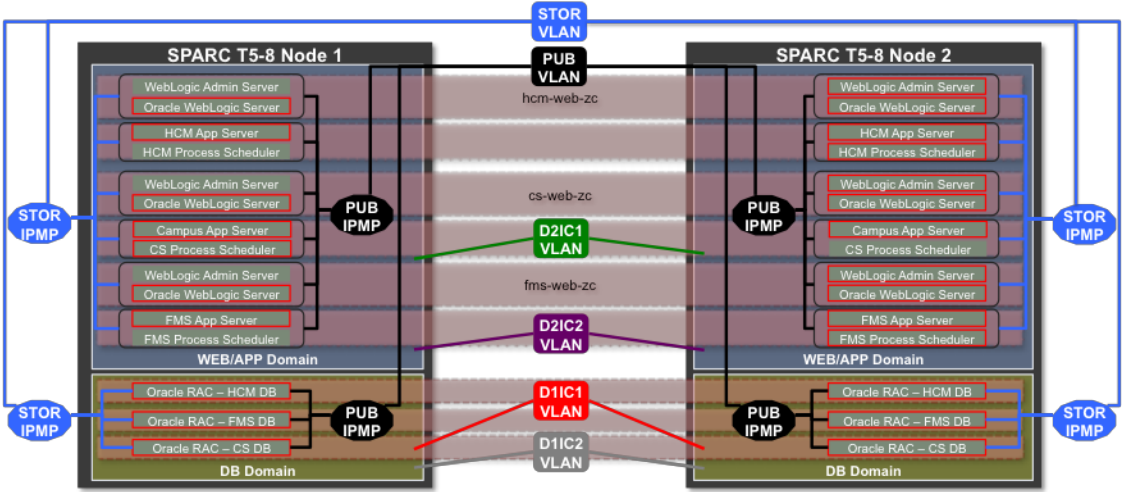 STOR
VLAN
SPARC T5-8 Node 1
PUB
VLAN
SPARC T5-8 Node 2
WebLogic Admin Server
Oracle WebLogic Server
HCM App Server
HCM Process Scheduler
WebLogic Admin Server
Oracle WebLogic Server
Campus App Server
CS Process Scheduler
WebLogic Admin Server
Oracle WebLogic Server
FMS App Server
FMS Process Scheduler
WEB/APP Domain
STOR
IPMP
PUB
IPMP
Oracle RAC – HCM DB
Oracle RAC – FMS DB
Oracle RAC – CS DB
DB Domain
STOR
IPMP
PUB
IPMP
hcm-web-zc
cs-web-zc
D2IC1
VLAN
fms-web-zc
D2IC2
VLAN
D1IC1
VLAN
D1IC2
VLAN
WebLogic Admin Server
Oracle WebLogic Server
HCM App Server
HCM Process Scheduler
WebLogic Admin Server
Oracle WebLogic Server
Campus App Server
CS Process Scheduler
WebLogic Admin Server
Oracle WebLogic Server
FMS App Server
FMS Process Scheduler
WEB/APP Domain
PUB
IPMP
STOR
IPMP
Oracle RAC – HCM DB
Oracle RAC – FMS DB
Oracle RAC – CS DB
DB Domain
PUB
IPMP
STOR
IPMP